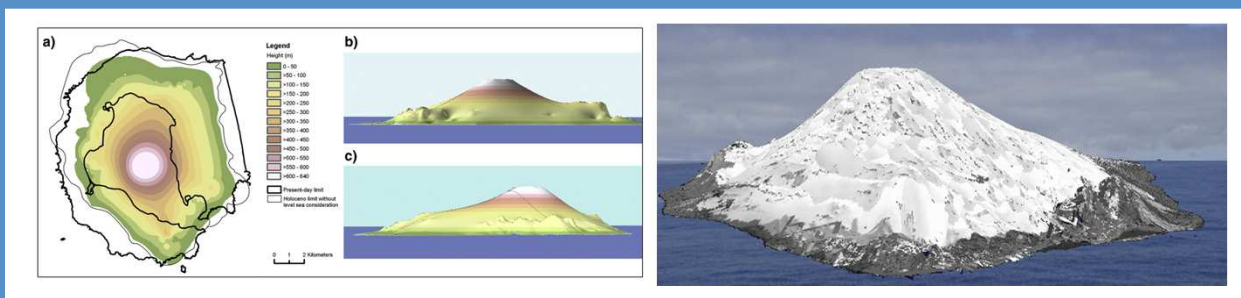 a)
Legend
Height (m)
0 - 50
>50 - 100
>100 - 150
>150 - 200
>200 - 250
>250 - 300
>300 - 350
>350 - 400
>400 - 450
>450 - 500
>500 - 550
>550 - 600
>600 - 640
Present-day limit
Holoceno limit without
level sea consideration
0 1 2 Kilometers
b)
c)